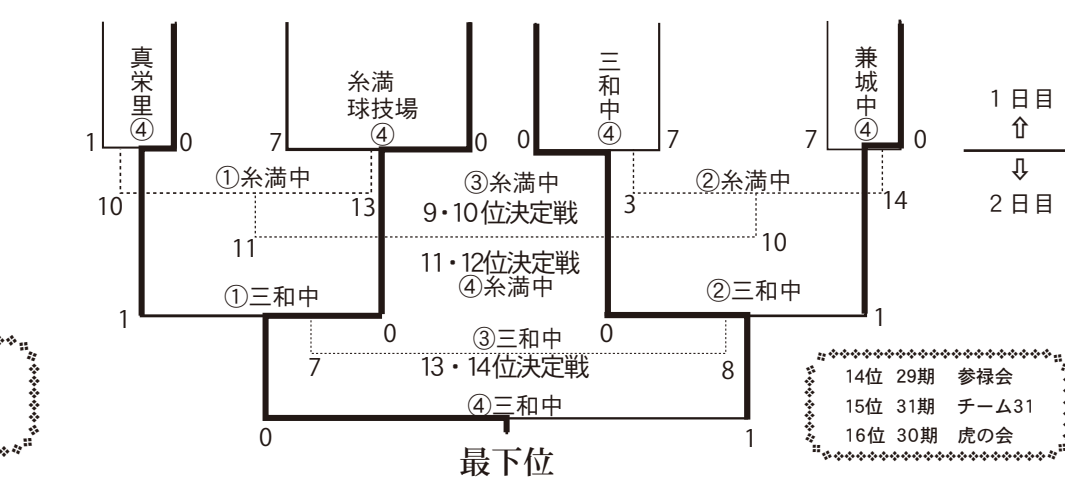 真栄里④
糸満
球技場
④
三和中④
兼城中④
1 0 7 0 0 7 7 0
1日目
⇧
⇩
2日目
①糸満中
③糸満中
②糸満中
10 13 9・10位決定戦 3 14
11 10
11・12位決定戦
④糸満中
①三和中 ②三和中
1 0 0 1
③三和中
7 13・14位決定戦 8
④三和中
0 1
最下位
14位 29期 参禄会
15位 31期 チーム31
16位 30期 虎の会